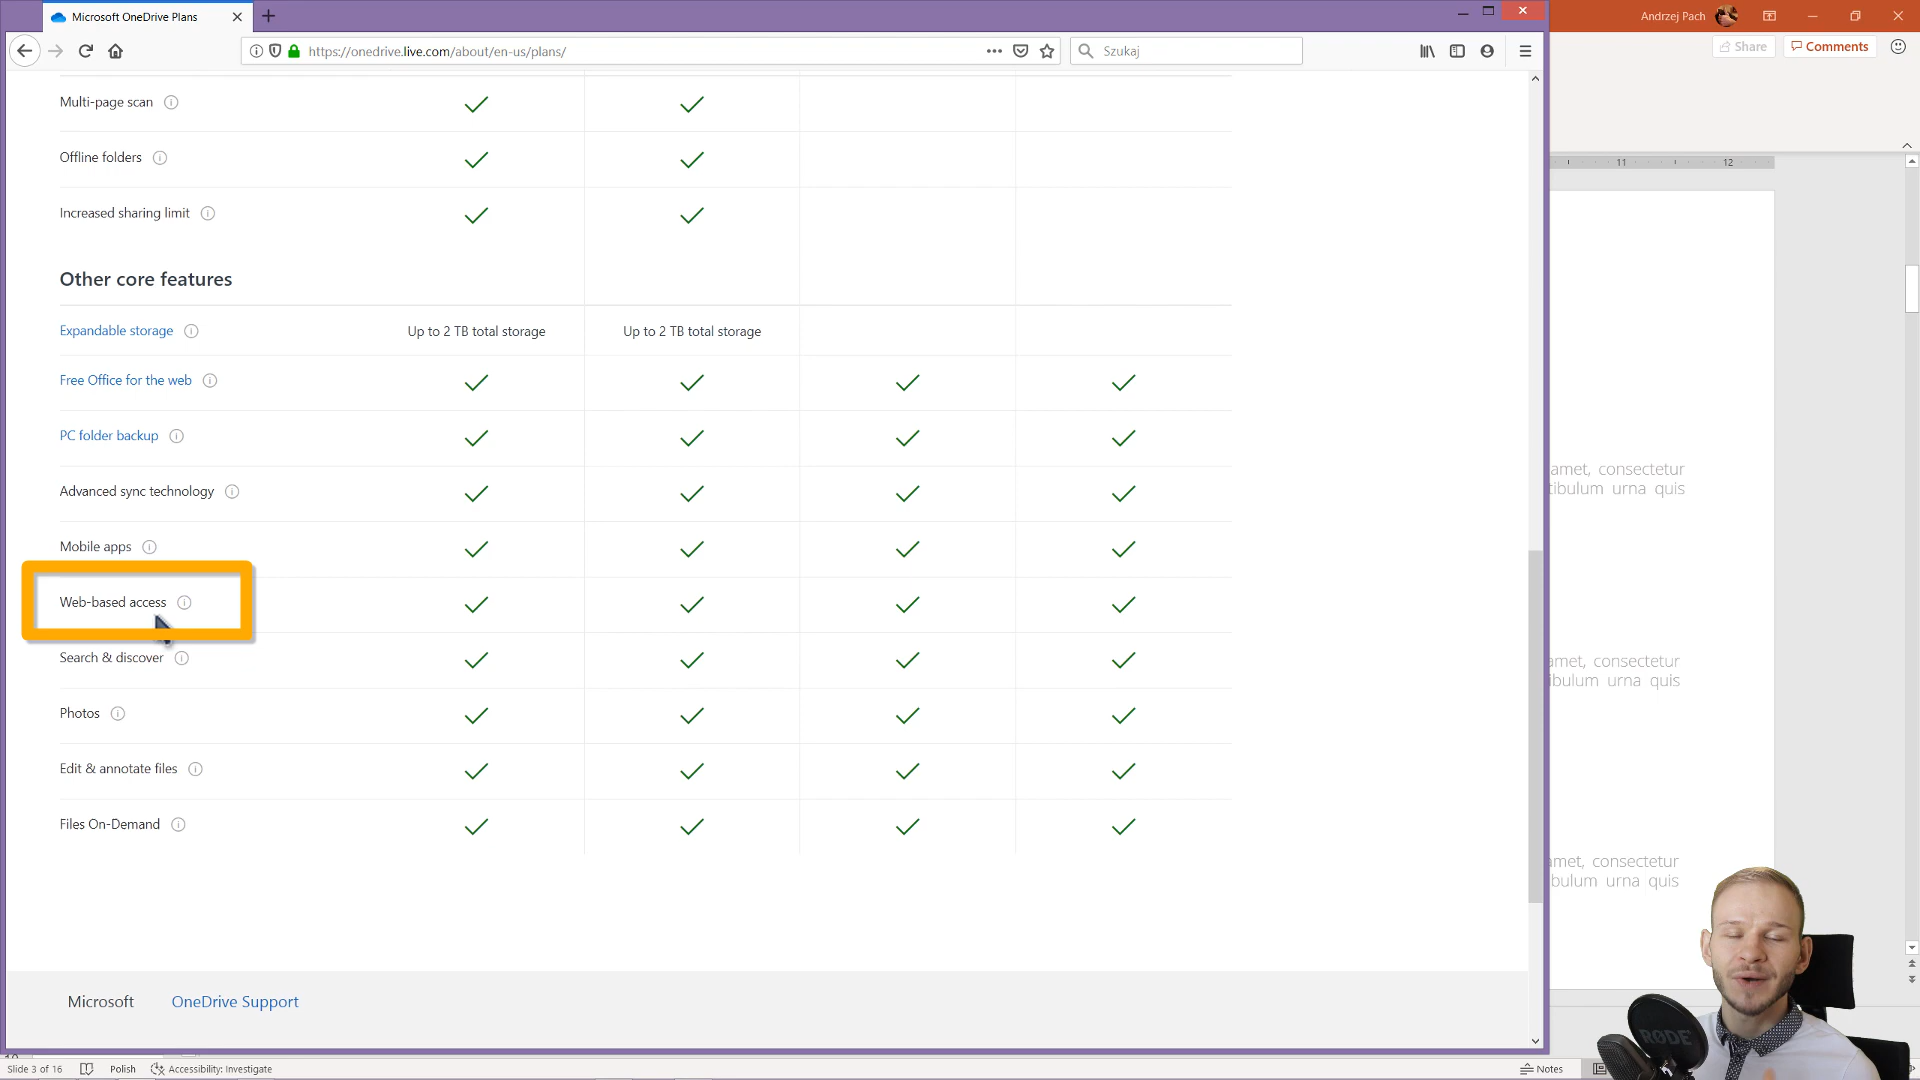 Microsoft OneDrive Plans
Andrzej Pach
https://onedrive.live.com/about/en-us/plans/
Szukaj
Share
Comments
11
12
Multi-page scan
Offline folders
Increased sharing limit
Other core features
Expandable storage
Up to 2 TB total storage
Up to 2 TB total storage
Free Office for the web
PC folder backup
Advanced sync technology
amet, consectetur
tibulum urna quis
Mobile apps
Web-based access
Search & discover
amet, consectetur
ibulum urna quis
Photos
Edit & annotate files
Files On-Demand
amet, consectetur
bulum urna quis
Microsoft
OneDrive Support
RØDE
Slide 3 of 16
Polish
Accessibility: Investigate
Notes